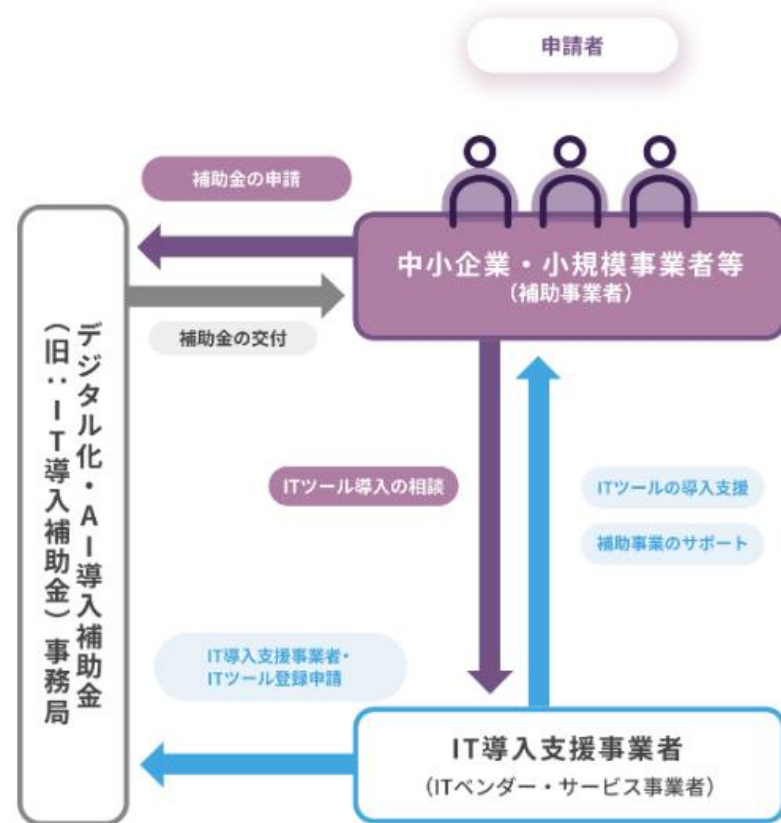 申請者
補助金の申請
中小企業・小規模事業者等
（補助事業者）
補助金の交付
デジタル化・AI導入補助金
（旧：IT導入補助金）事務局
ITツール導入の相談
ITツールの導入支援
補助事業のサポート
IT導入支援事業者・
ITツール登録申請
IT導入支援事業者
（ITベンダー・サービス事業者）